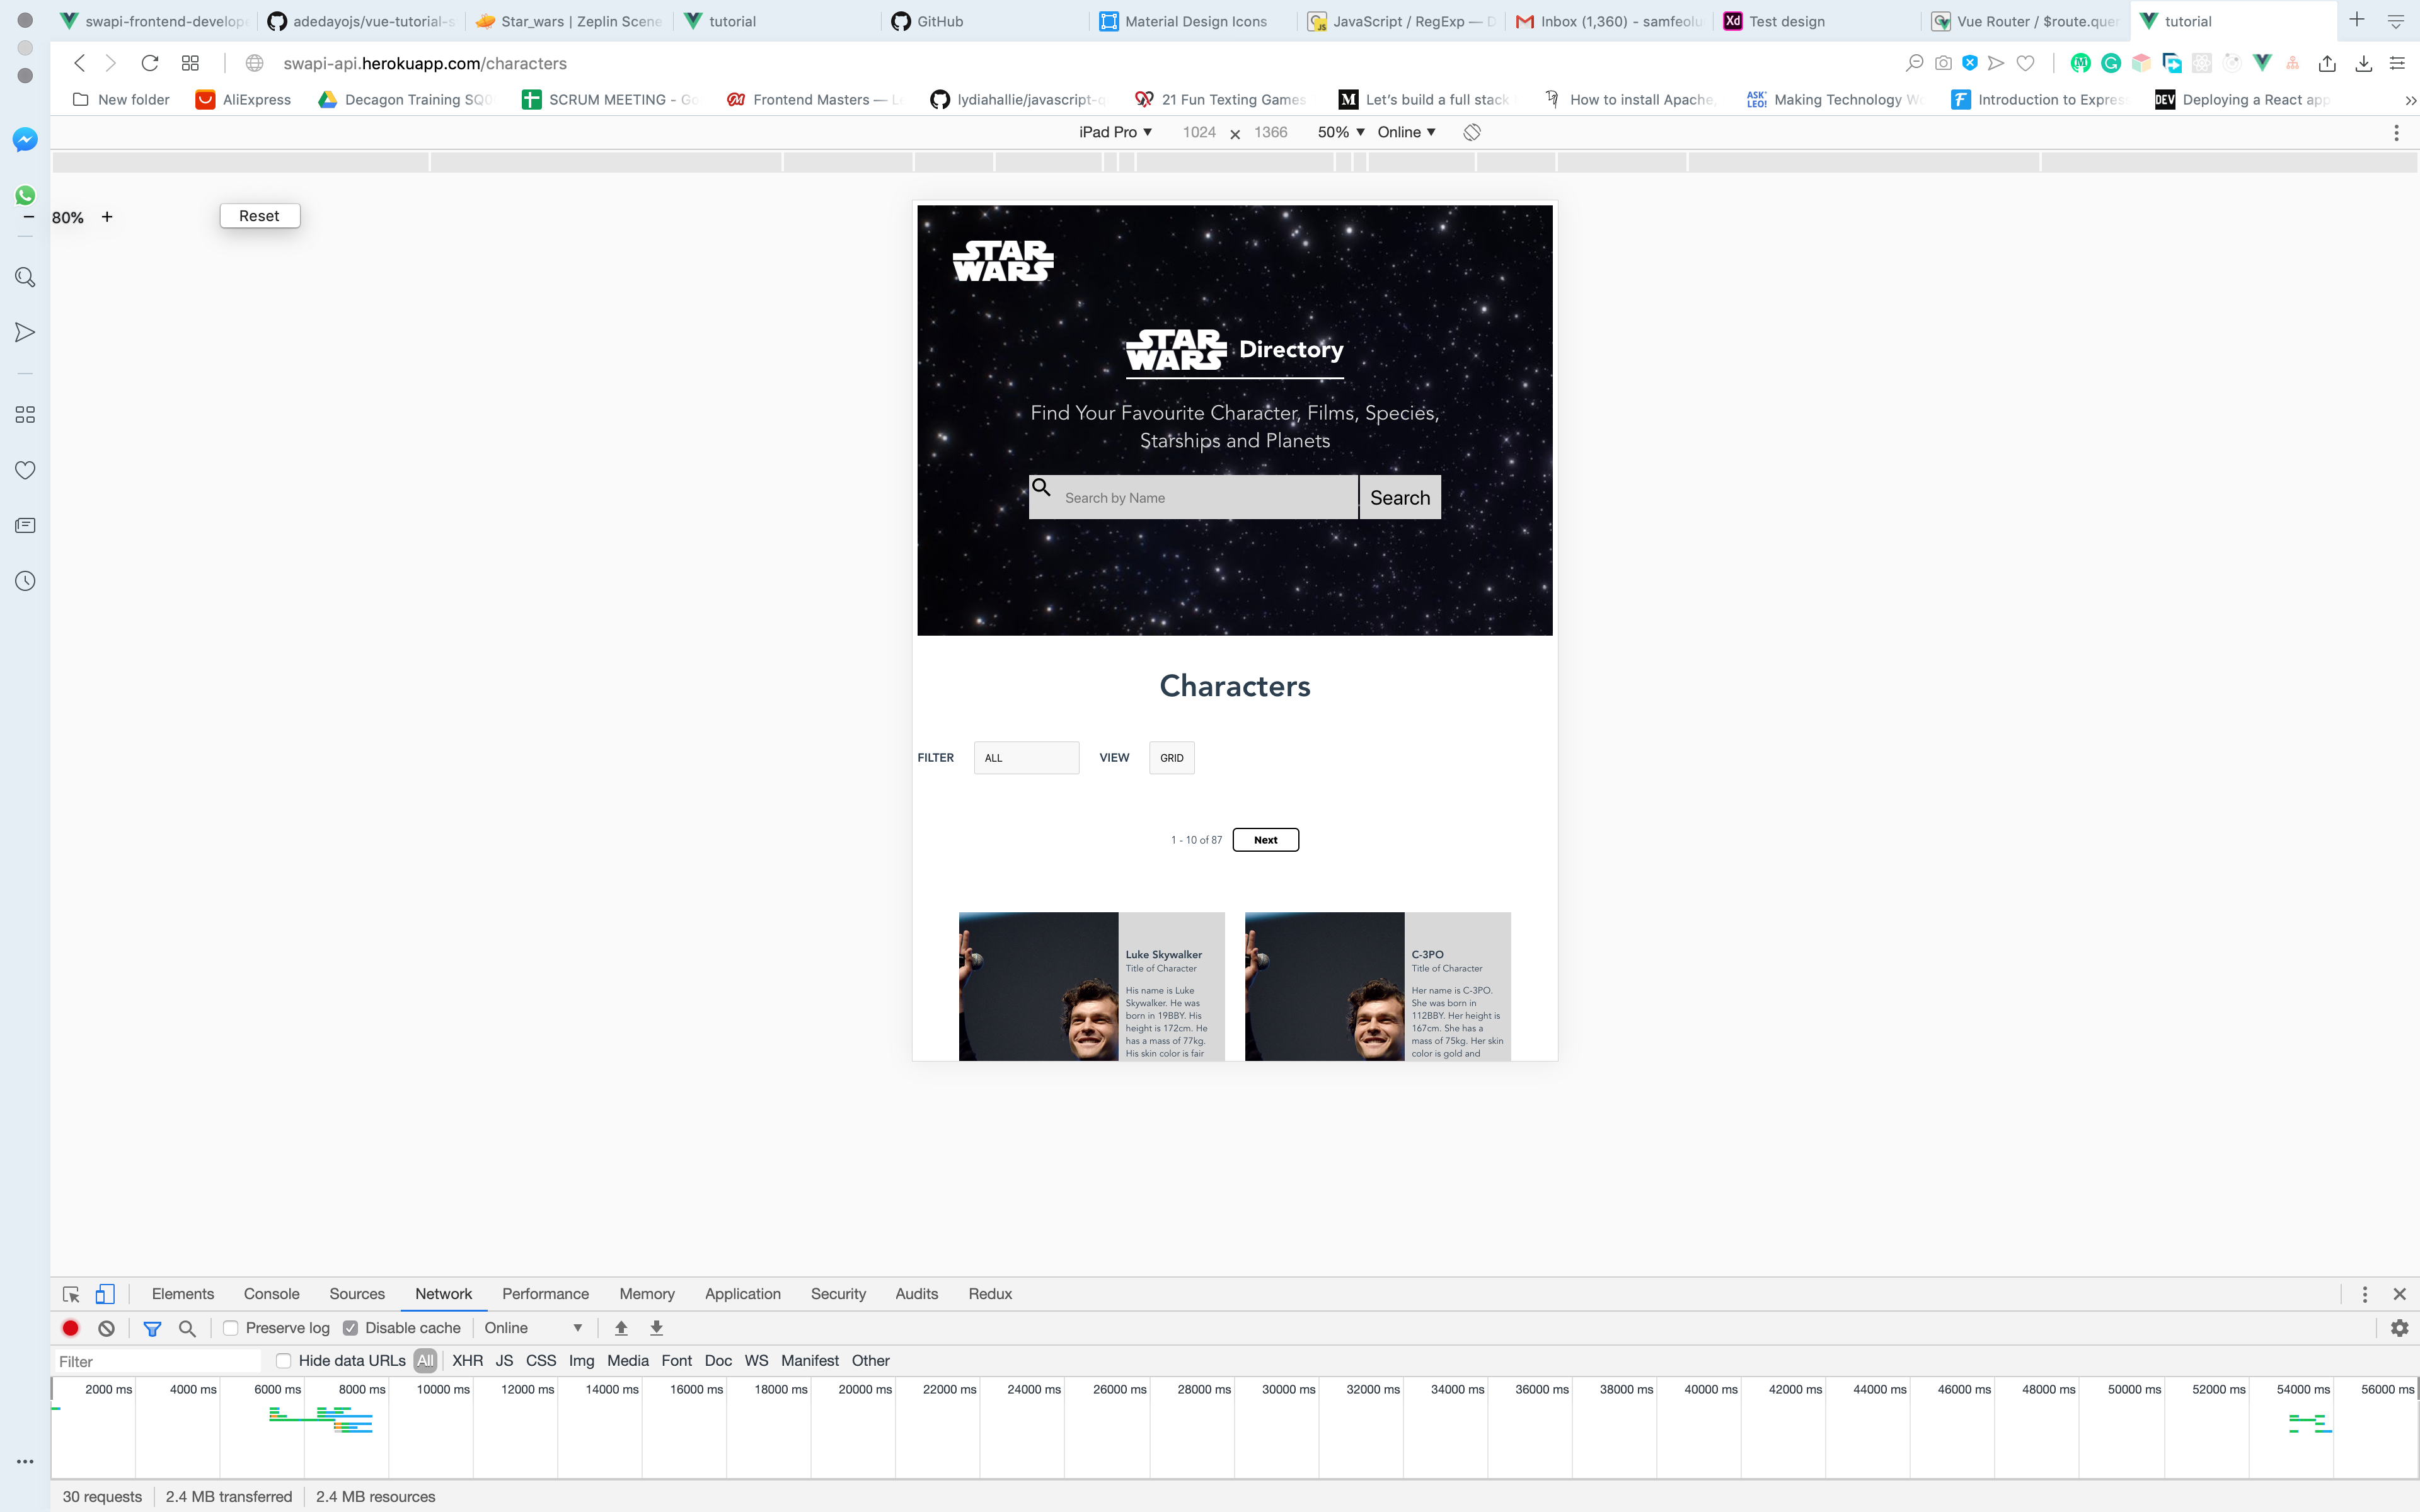 swapi-frontend-develop
adedayojs/vue-tutorial-s
Star_wars | Zeplin Scene
tutorial
GitHub
Material Design Icons
JavaScript / RegExp — D
Inbox (1,360) - samfeolu
Xd Test design
Vue Router / $route.quer
tutorial
swapi-api.herokuapp.com/characters
New folder
AliExpress
Decagon Training SQ0
SCRUM MEETING - Go
Frontend Masters — L
lydiahallie/javascript-q
21 Fun Texting Games
M Let's build a full stack
How to install Apache,
ASK LEO! Making Technology Wo
F Introduction to Expres
DEV Deploying a React app
iPad Pro 1024 × 1366 50% Online
− 80% + Reset
STAR WARS
STAR WARS Directory
Find Your Favourite Character, Films, Species,
Starships and Planets
Search by Name Search
Characters
FILTER ALL VIEW GRID
1 - 10 of 87 Next
Luke Skywalker
Title of Character
His name is Luke
Skywalker. He was
born in 19BBY. His
height is 172cm. He
has a mass of 77kg.
His skin color is fair
C-3PO
Title of Character
Her name is C-3PO.
She was born in
112BBY. Her height is
167cm. She has a
mass of 75kg. Her skin
color is gold and
Elements Console Sources Network Performance Memory Application Security Audits Redux
Preserve log Disable cache Online
Filter Hide data URLs All XHR JS CSS Img Media Font Doc WS Manifest Other
2000 ms 4000 ms 6000 ms 8000 ms 10000 ms 12000 ms 14000 ms 16000 ms 18000 ms 20000 ms 22000 ms 24000 ms 26000 ms 28000 ms 30000 ms 32000 ms 34000 ms 36000 ms 38000 ms 40000 ms 42000 ms 44000 ms 46000 ms 48000 ms 50000 ms 52000 ms 54000 ms 56000 ms
30 requests 2.4 MB transferred 2.4 MB resources